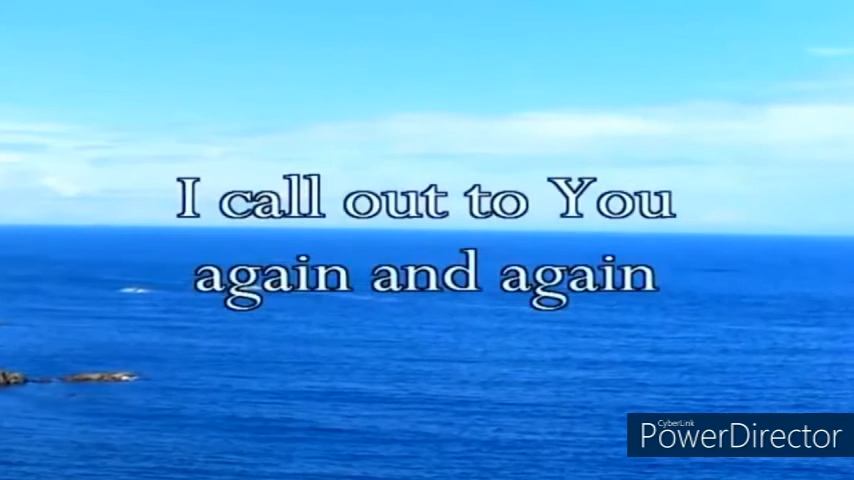 I call out to You
again and again
CyberLink
PowerDirector